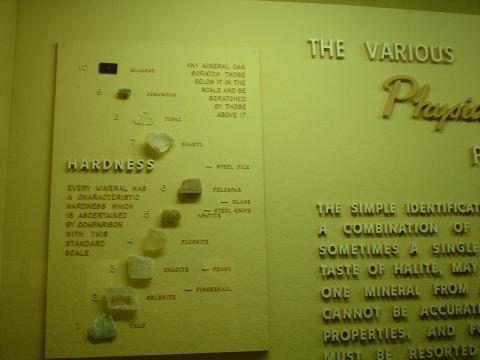 10 DIAMOND
ANY MINERAL CAN
SCRATCH THOSE
BELOW IT IN THE
SCALE AND BE
SCRATCHED
BY THOSE
ABOVE IT.
9 CORUNDUM
8 TOPAZ
7 QUARTZ
HARDNESS
— STEEL FILE
EVERY MINERAL HAS
A CHARACTERISTIC
HARDNESS WHICH
IS ASCERTAINED
BY COMPARISON
WITH THIS
STANDARD
SCALE.
6 FELDSPAR
— GLASS
— STEEL KNIFE
5 APATITE
4 FLUORITE
3 CALCITE — PENNY
— FINGERNAIL
2 SELENITE
1 TALC
THE VARIOUS
Physic
THE SIMPLE IDENTIFICAT
A COMBINATION OF
SOMETIMES A SINGL
TASTE OF HALITE, MAY
ONE MINERAL FROM
CANNOT BE ACCURAT
PROPERTIES, AND FO
MUST BE RESORTED